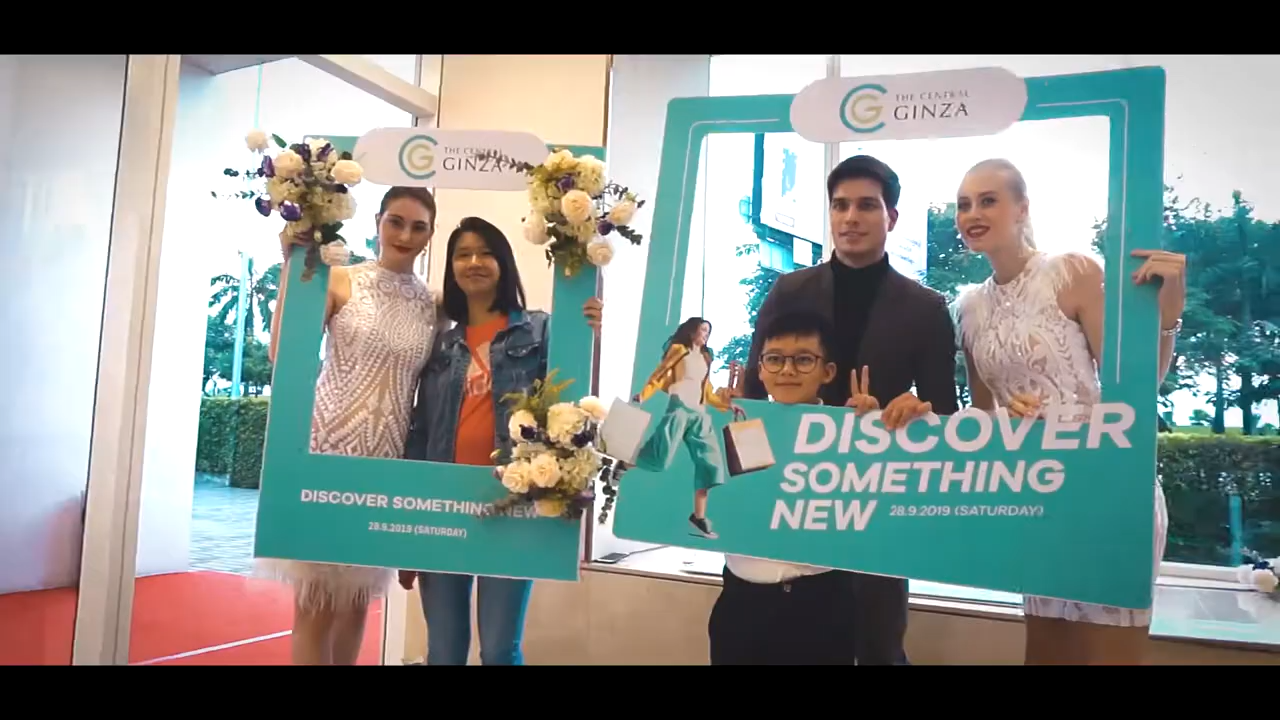 THE CENTRAL
GINZA
DISCOVER SOMETHING NEW
28.9.2019 (SATURDAY)
THE CENTRAL
GINZA
DISCOVER
SOMETHING
NEW
28.9.2019 (SATURDAY)